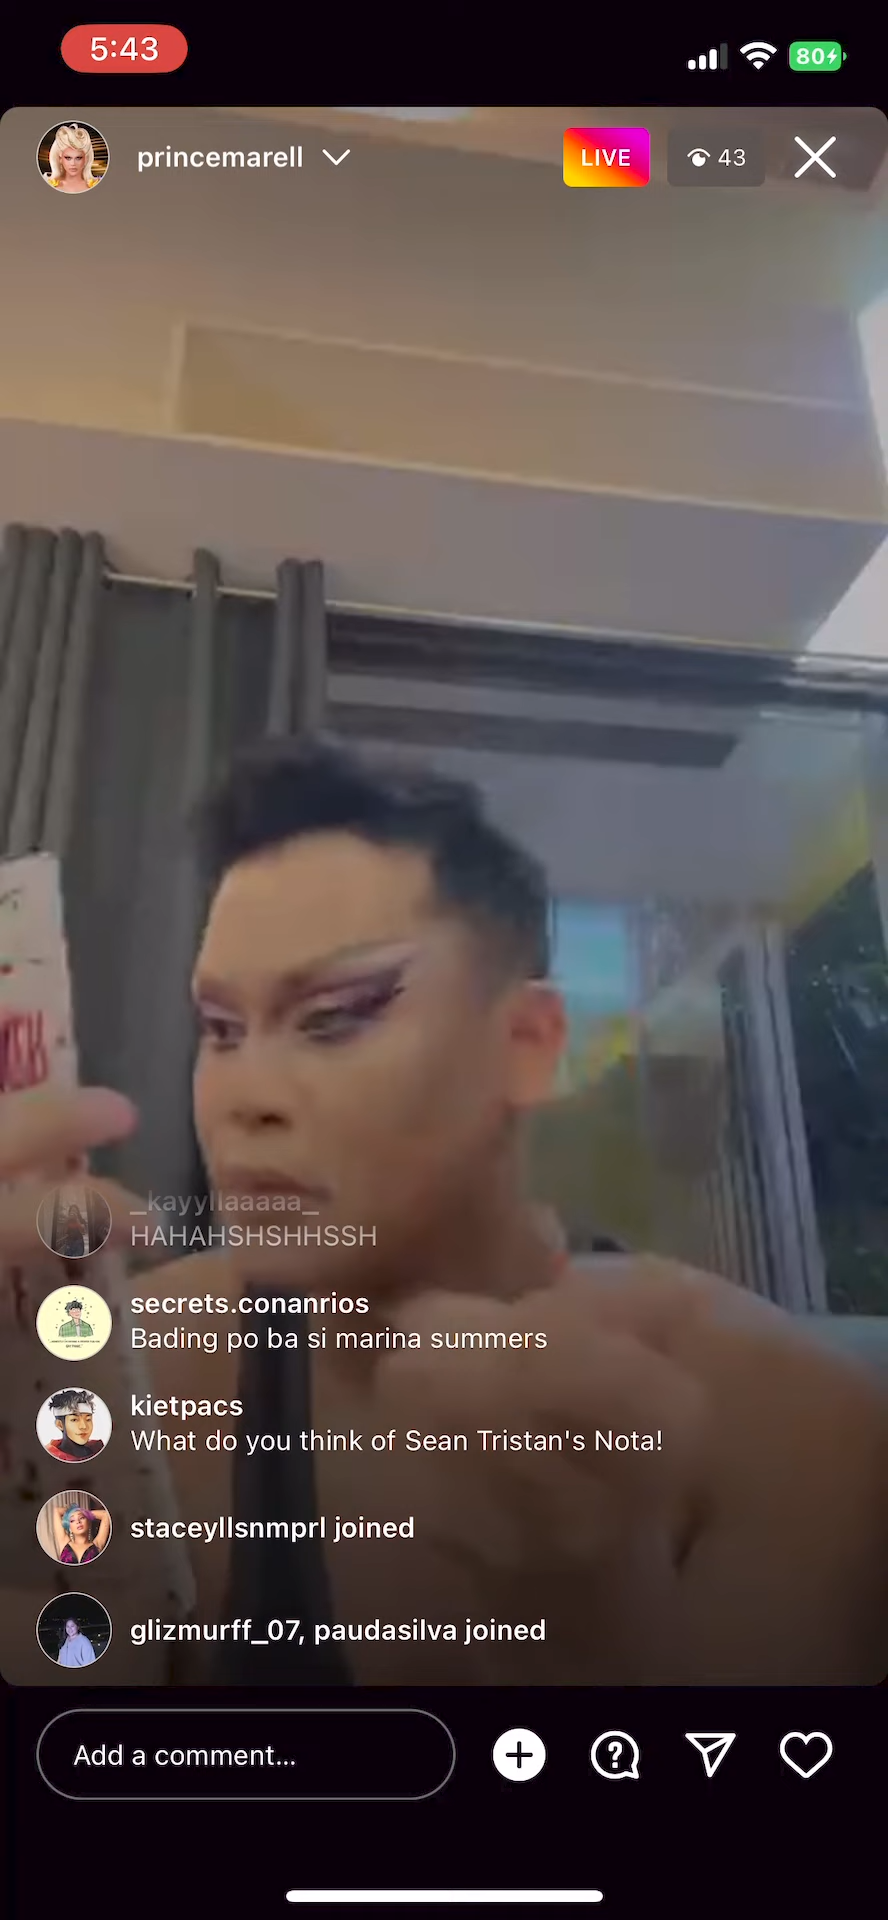 5:43
80
princemarell
LIVE
43
_kayyllaaaaa_
HAHAHSHSHHSSH
secrets.conanrios
Bading po ba si marina summers
kietpacs
What do you think of Sean Tristan's Nota!
staceyllsnmprl joined
glizmurff_07, paudasilva joined
Add a comment...